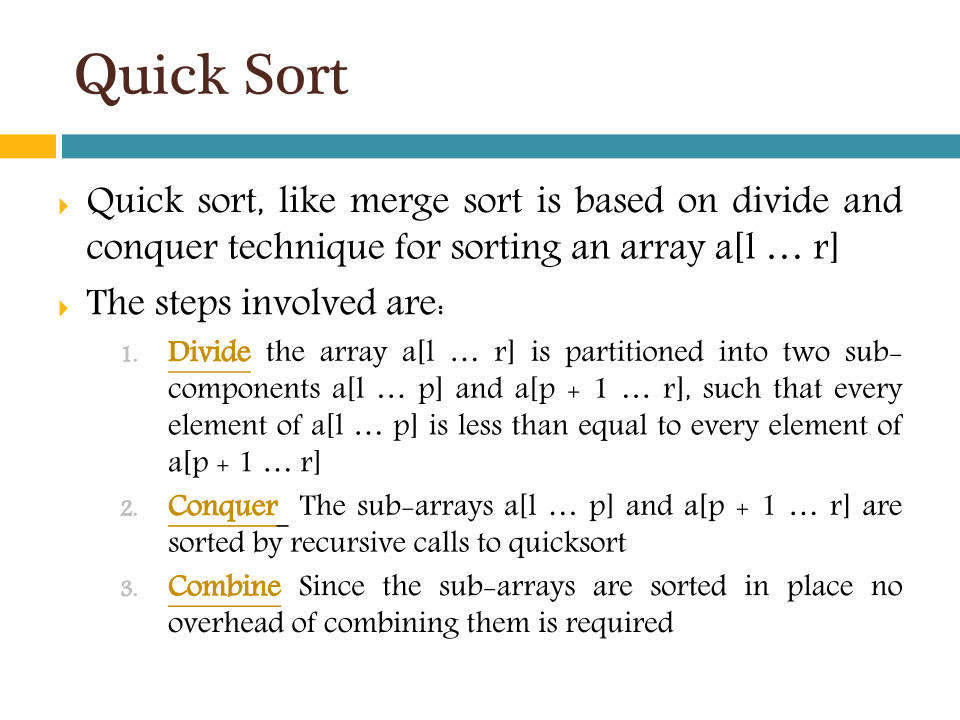 Quick Sort
Quick sort, like merge sort is based on divide and
conquer technique for sorting an array a[l … r]
The steps involved are:
1. Divide the array a[l … r] is partitioned into two sub-
components a[l … p] and a[p + 1 … r], such that every
element of a[l … p] is less than equal to every element of
a[p + 1 … r]
2. Conquer  The sub-arrays a[l … p] and a[p + 1 … r] are
sorted by recursive calls to quicksort
3. Combine Since the sub-arrays are sorted in place no
overhead of combining them is required